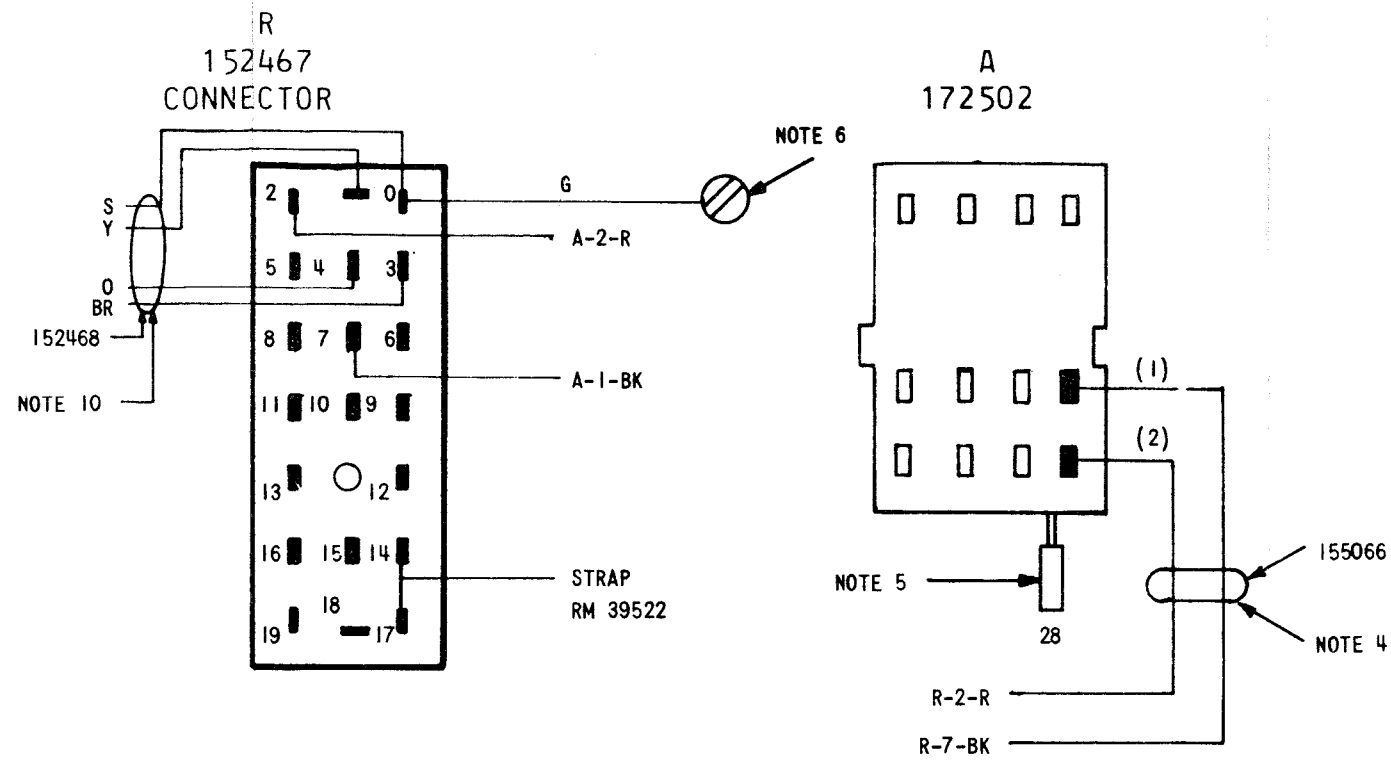 R
152467
CONNECTOR
A
172502
NOTE 6
G
2 0
S
Y
A-2-R
5 4 3
O
BR
152468
8 7 6
(1)
A-1-BK
NOTE 10
11 10 9
(2)
13 12
16 15 14
155066
STRAP
RM 39522
NOTE 5
18
19 17
28
NOTE 4
R-2-R
R-7-BK